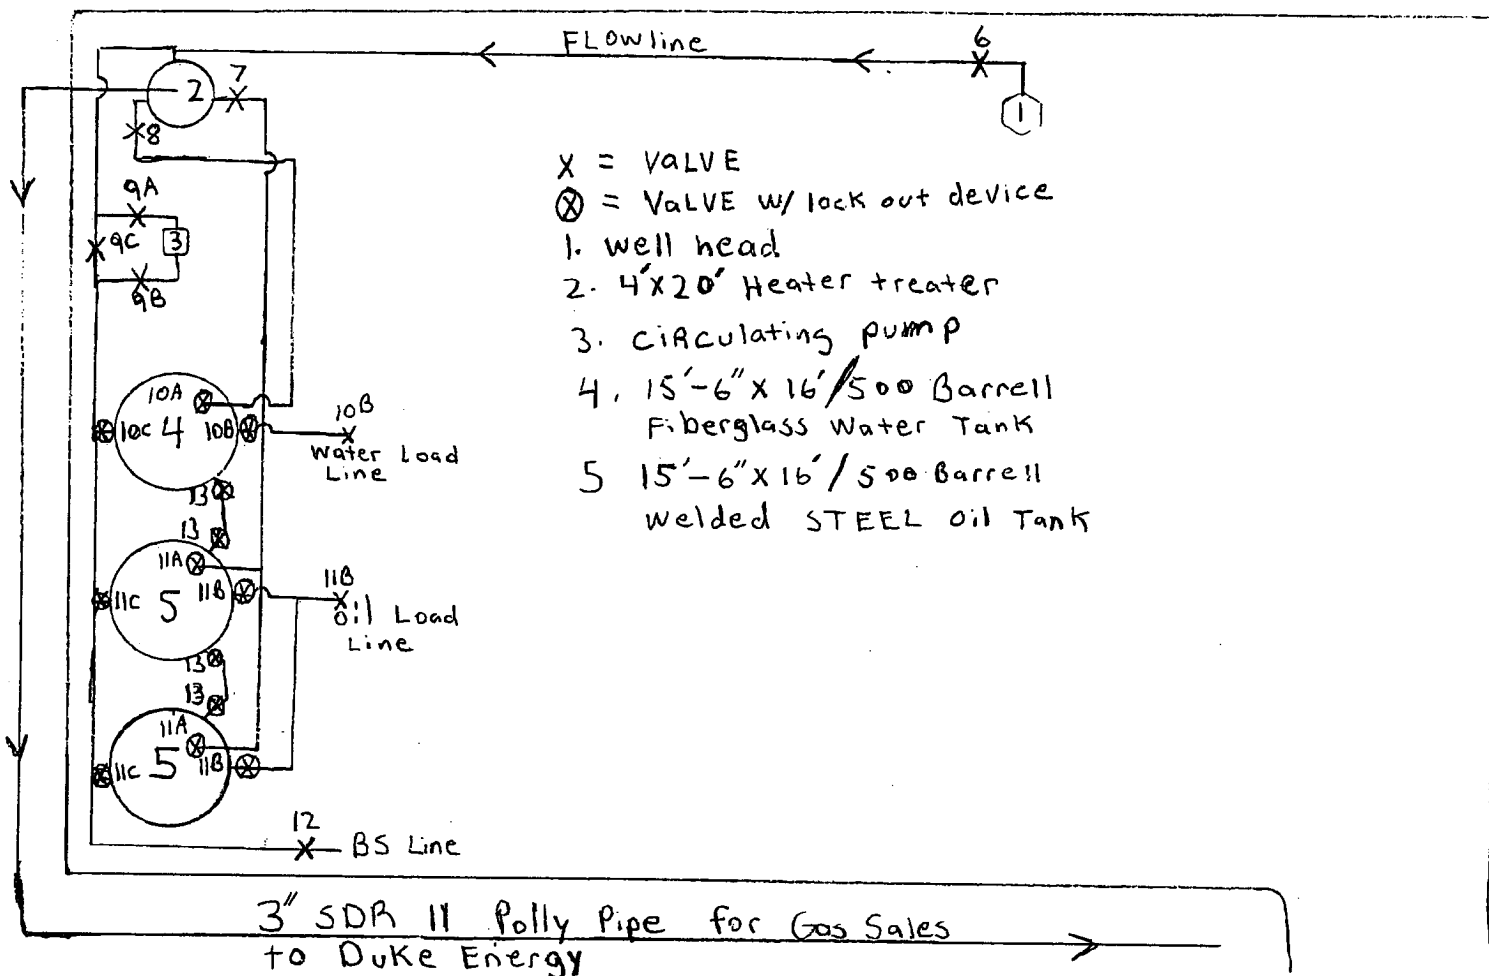 FLOWline
6
1
2
7
8
X = VaLVE
ⓧ = VaLVE w/ lock out device
1. well head
2. 4'X20' Heater treater
3. CiRCulating pump
4. 15'-6" X 16'/500 Barrell
Fiberglass Water Tank
5 15'-6" X 16' / 500 Barrell
Welded STEEL Oil Tank
9A
9C
3
9B
10A
10C 4 10B
10B
Water Load
Line
13
13
11A
11C 5 11B
11B
Oil Load
Line
13
13
11A
11C 5 11B
12
BS Line
3" SDR 11 Polly Pipe for Gas Sales
to Duke Energy